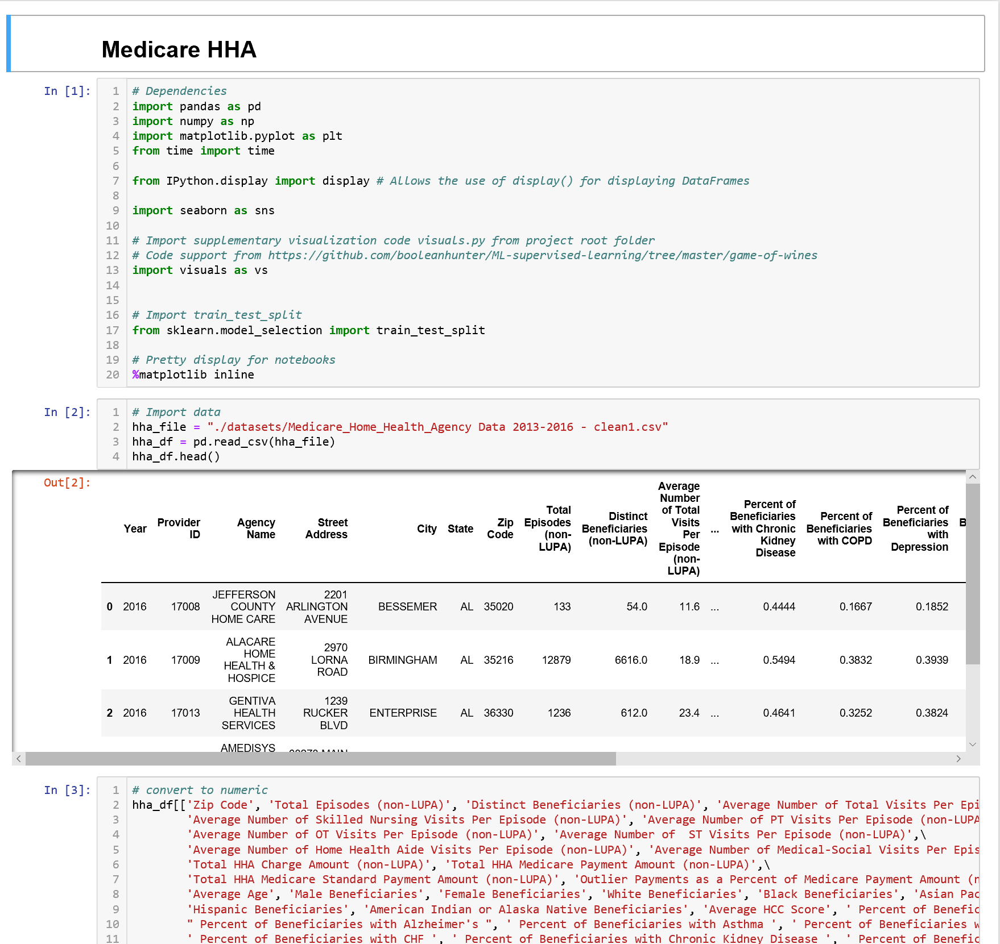 Medicare HHA
In [1]:
1 # Dependencies
2 import pandas as pd
3 import numpy as np
4 import matplotlib.pyplot as plt
5 from time import time
6
7 from IPython.display import display # Allows the use of display() for displaying DataFrames
8
9 import seaborn as sns
10
11 # Import supplementary visualization code visuals.py from project root folder
12 # Code support from https://github.com/booleanhunter/ML-supervised-learning/tree/master/game-of-wines
13 import visuals as vs
14
15
16 # Import train_test_split
17 from sklearn.model_selection import train_test_split
18
19 # Pretty display for notebooks
20 %matplotlib inline
In [2]:
1 # Import data
2 hha_file = "./datasets/Medicare_Home_Health_Agency Data 2013-2016 - clean1.csv"
3 hha_df = pd.read_csv(hha_file)
4 hha_df.head()
Out[2]:
Year
Provider
ID
Agency
Name
Street
Address
City
State
Zip
Code
Total
Episodes
(non-
LUPA)
Distinct
Beneficiaries
(non-LUPA)
Average
Number
of Total
Visits
Per
Episode
(non-
LUPA)
...
Percent of
Beneficiaries
with Chronic
Kidney
Disease
Percent of
Beneficiaries
with COPD
Percent of
Beneficiaries
with
Depression
B
0 2016 17008
JEFFERSON
COUNTY
HOME CARE
2201
ARLINGTON
AVENUE
BESSEMER AL 35020 133 54.0 11.6 ... 0.4444 0.1667 0.1852
1 2016 17009
ALACARE
HOME
HEALTH &
HOSPICE
2970
LORNA
ROAD
BIRMINGHAM AL 35216 12879 6616.0 18.9 ... 0.5494 0.3832 0.3939
2 2016 17013
GENTIVA
HEALTH
SERVICES
1239
RUCKER
BLVD
ENTERPRISE AL 36330 1236 612.0 23.4 ... 0.4641 0.3252 0.3824
AMEDISYS
MAIN
In [3]:
1 # convert to numeric
2 hha_df[['Zip Code', 'Total Episodes (non-LUPA)', 'Distinct Beneficiaries (non-LUPA)', 'Average Number of Total Visits Per Epi
3 'Average Number of Skilled Nursing Visits Per Episode (non-LUPA)', 'Average Number of PT Visits Per Episode (non-LUPA
4 'Average Number of OT Visits Per Episode (non-LUPA)', 'Average Number of  ST Visits Per Episode (non-LUPA)',\
5 'Average Number of Home Health Aide Visits Per Episode (non-LUPA)', 'Average Number of Medical-Social Visits Per Epis
6 'Total HHA Charge Amount (non-LUPA)', 'Total HHA Medicare Payment Amount (non-LUPA)',\
7 'Total HHA Medicare Standard Payment Amount (non-LUPA)', 'Outlier Payments as a Percent of Medicare Payment Amount (n
8 'Average Age', 'Male Beneficiaries', 'Female Beneficiaries', 'White Beneficiaries', 'Black Beneficiaries', 'Asian Pac
9 'Hispanic Beneficiaries', 'American Indian or Alaska Native Beneficiaries', 'Average HCC Score', ' Percent of Benefic
10 " Percent of Beneficiaries with Alzheimer's ", ' Percent of Beneficiaries with Asthma ', ' Percent of Beneficiaries w
11 ' Percent of Beneficiaries with CHF ', ' Percent of Beneficiaries with Chronic Kidney Disease ', ' Percent of Benefic